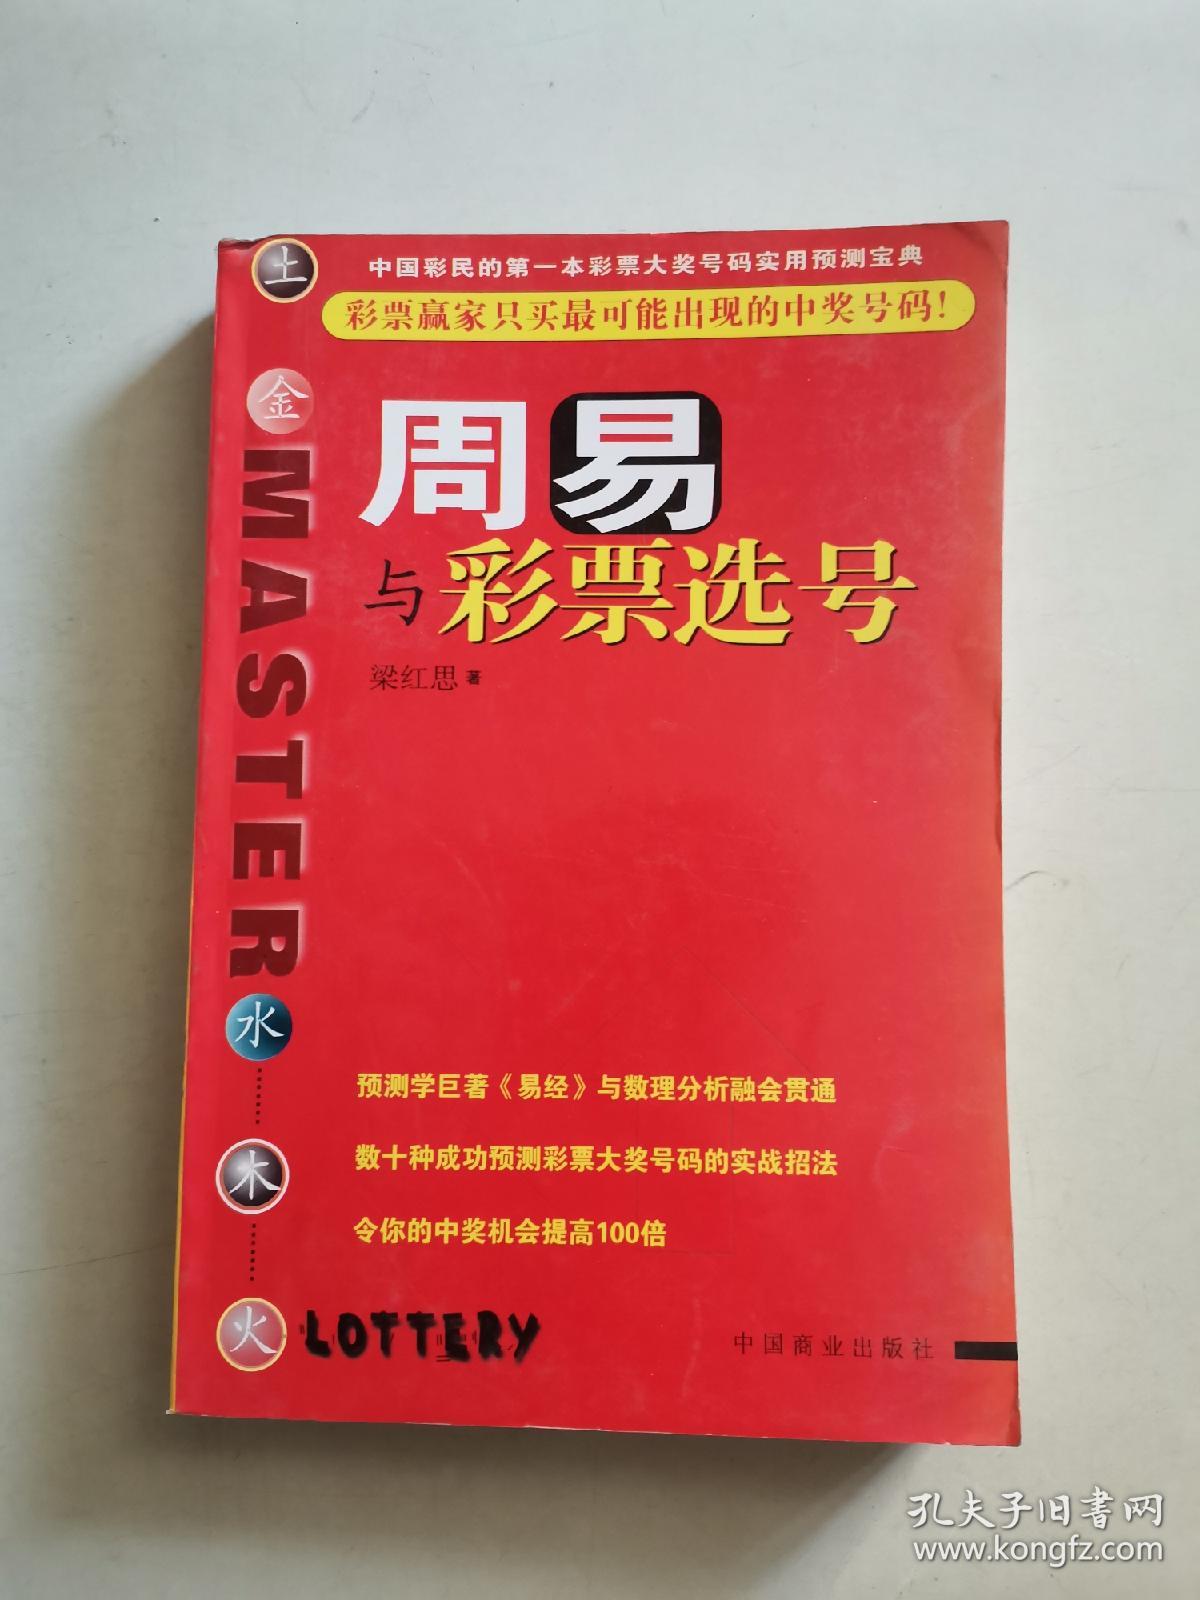 土
中国彩民的第一本彩票大奖号码实用预测宝典
彩票赢家只买最可能出现的中奖号码！
金
MASTER
周易
与彩票选号
梁红思 著
水
预测学巨著《易经》与数理分析融会贯通
木
数十种成功预测彩票大奖号码的实战招法
令你的中奖机会提高100倍
火
LOTTERY
中国商业出版社
孔夫子旧书网
www.kongfz.com